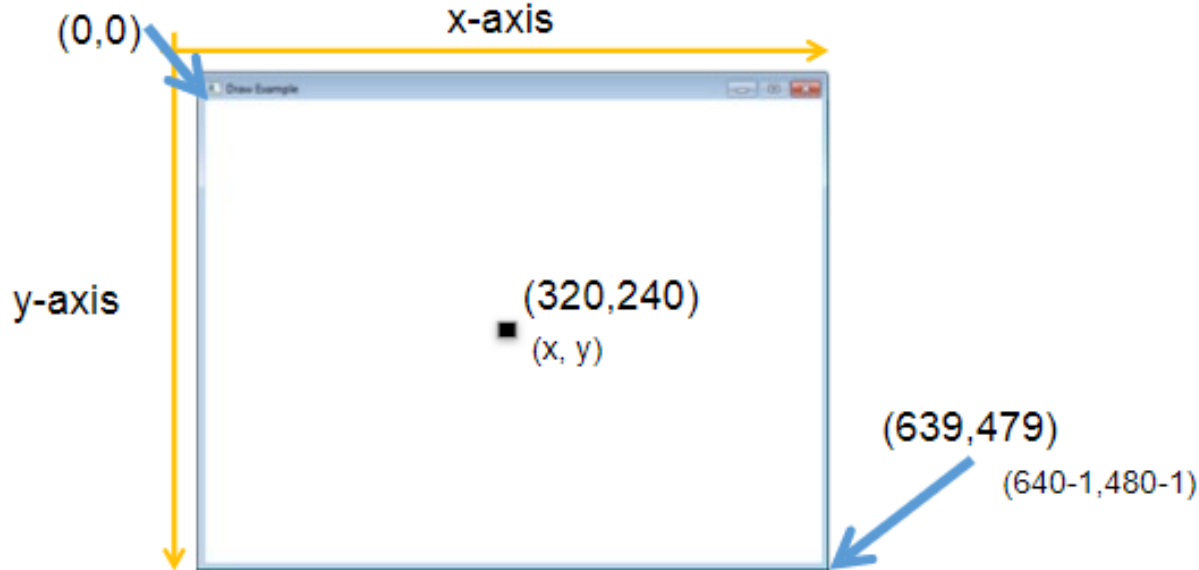 (0,0)
x-axis
Draw Example
y-axis
(320,240)
(x, y)
(639,479)
(640-1,480-1)